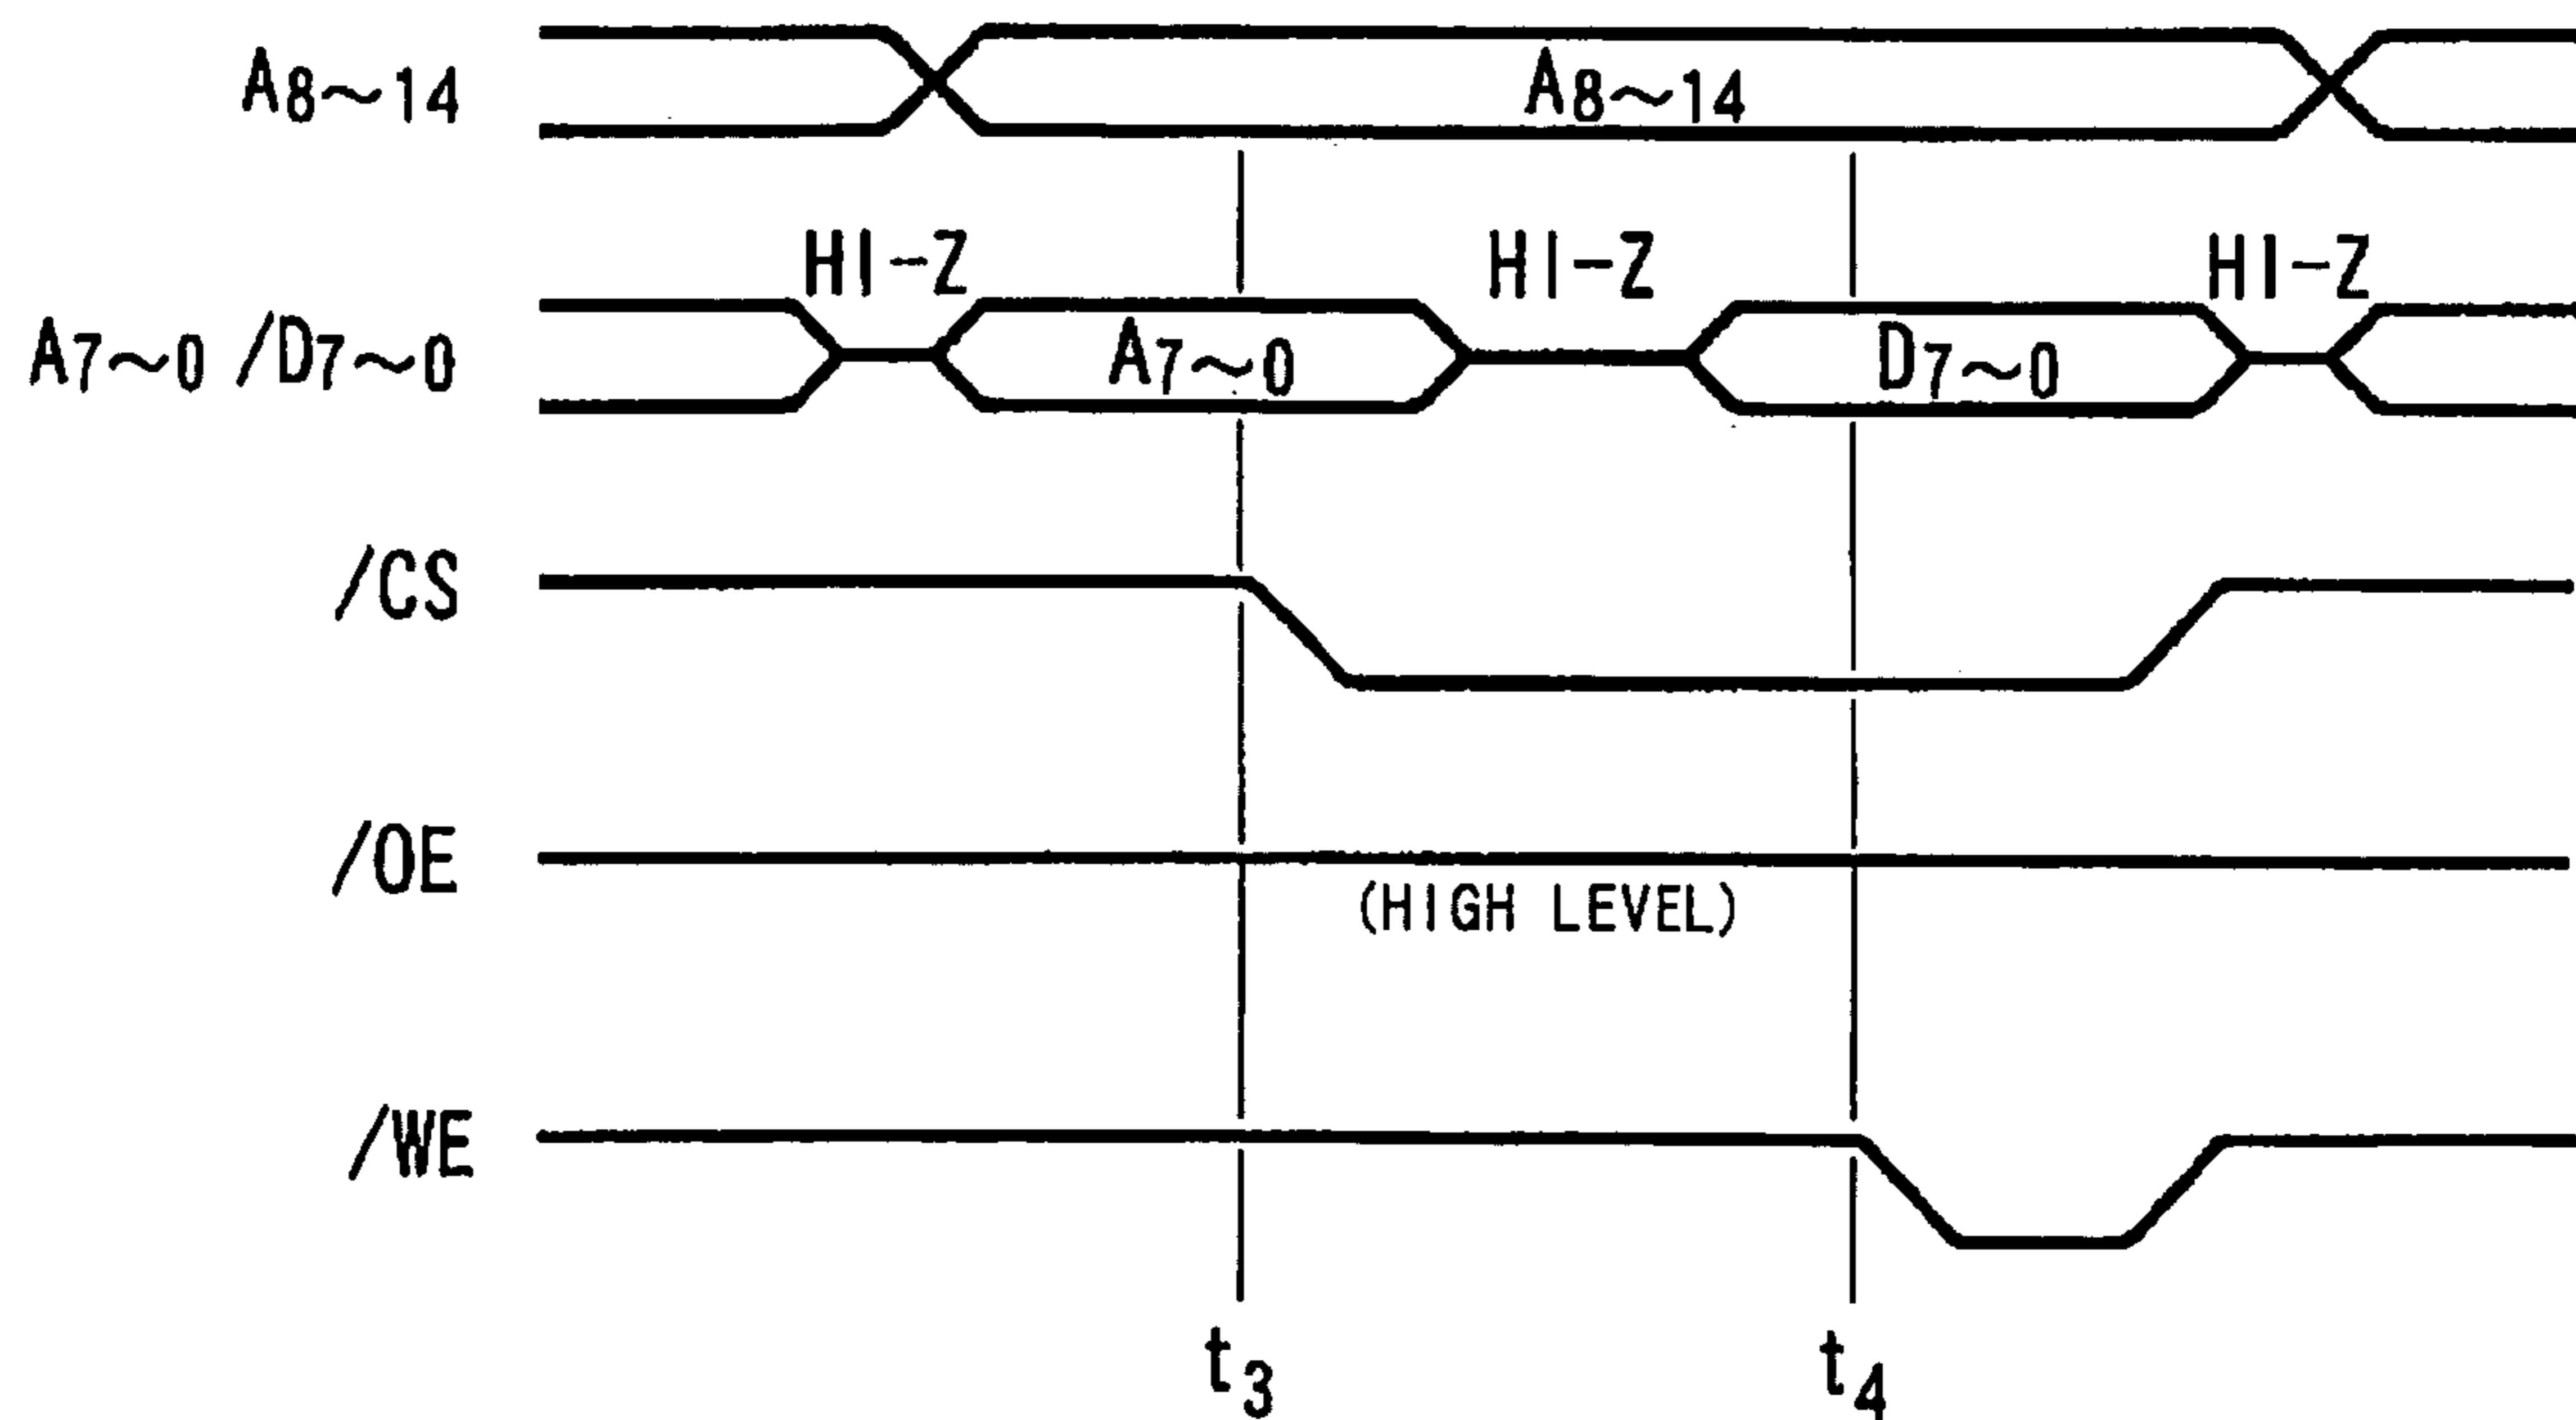 A8~14 A8~14
HI-Z HI-Z HI-Z
A7~0 /D7~0 A7~0 D7~0
/CS
/OE
(HIGH LEVEL)
/WE
t3 t4